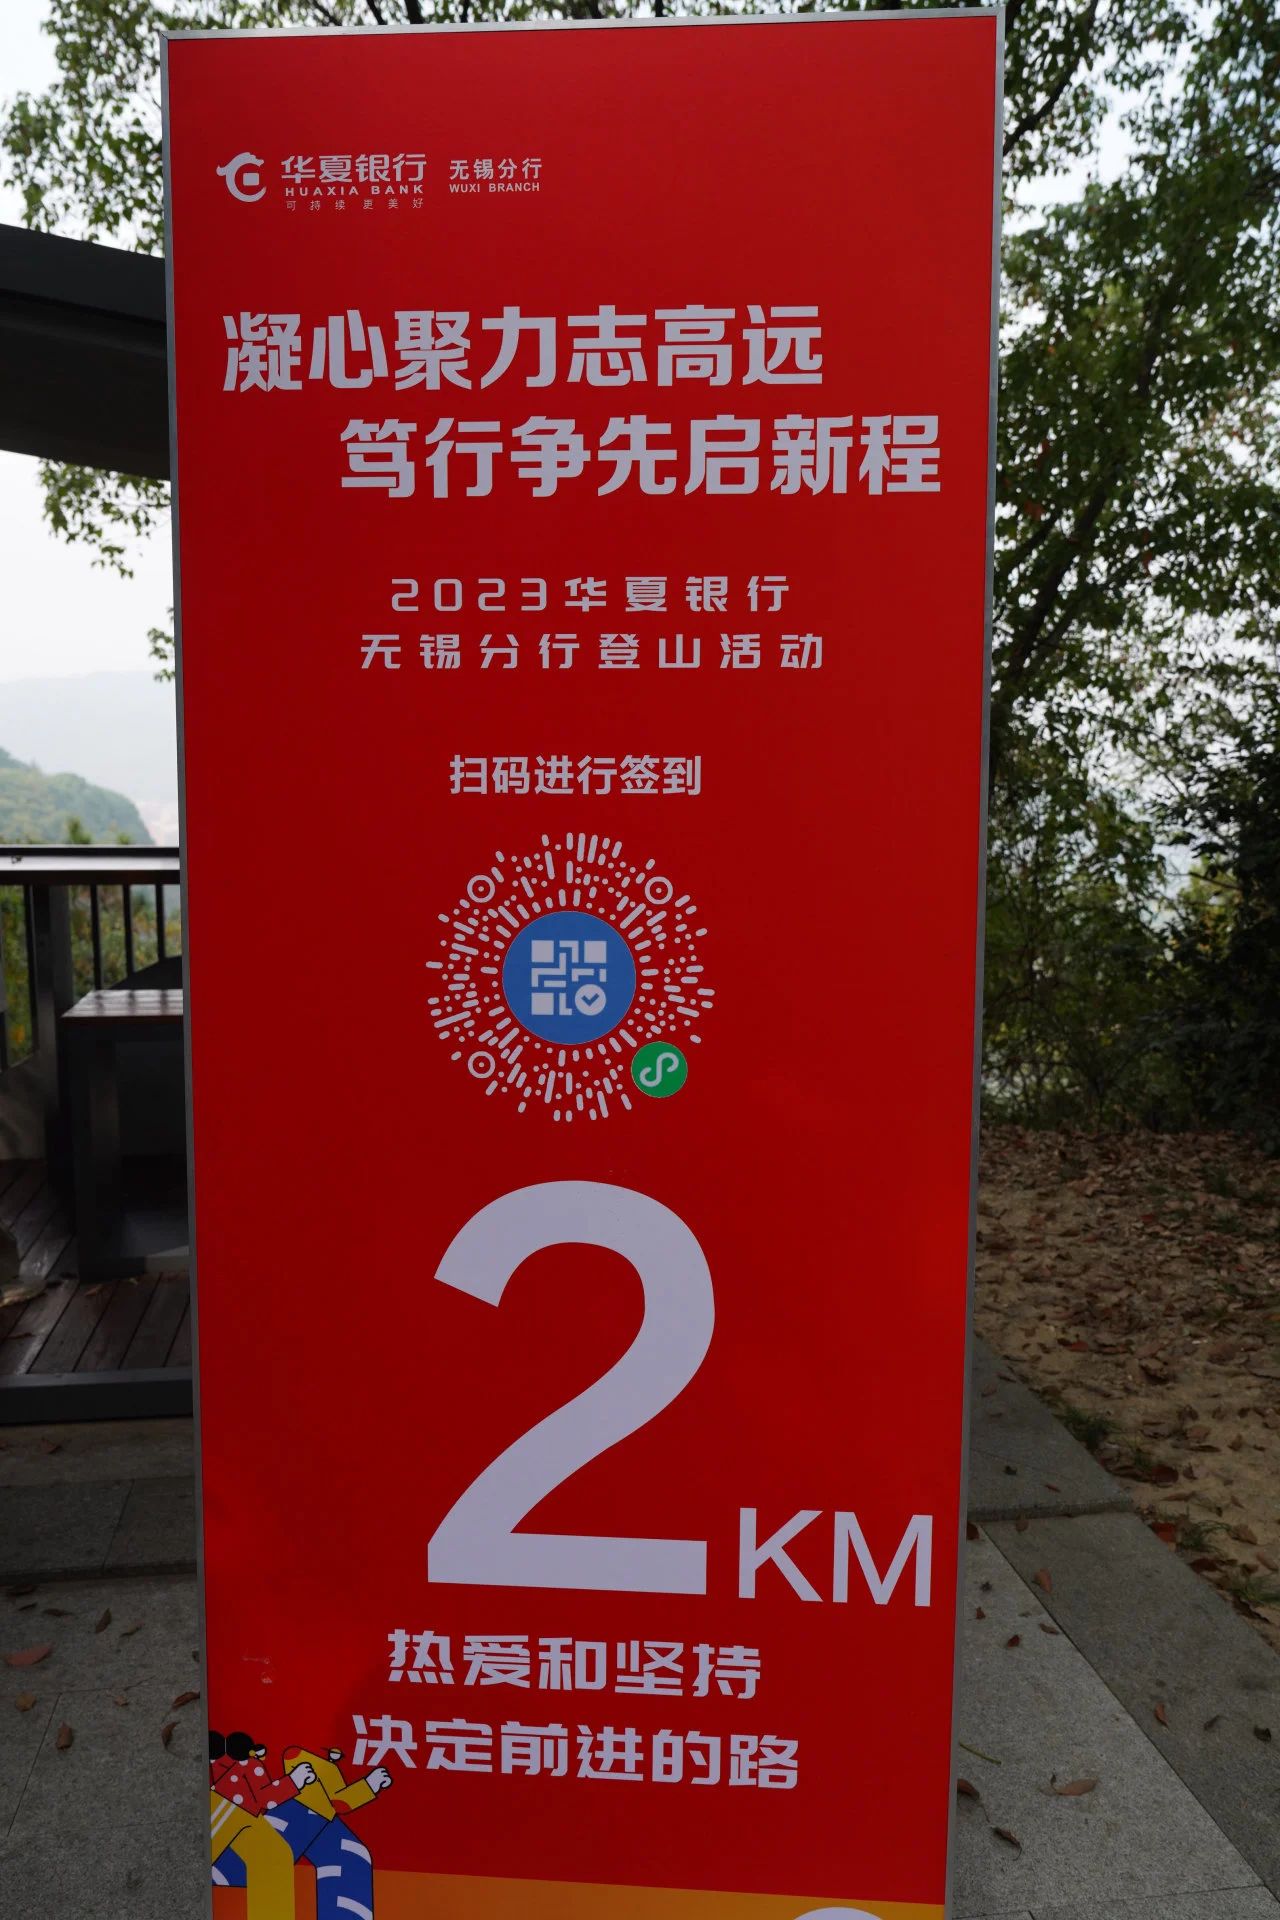 华夏银行 无锡分行
HUAXIA BANK WUXI BRANCH
可持续更美好
凝心聚力志高远
笃行争先启新程
2023华夏银行
无锡分行登山活动
扫码进行签到
2KM
热爱和坚持
决定前进的路